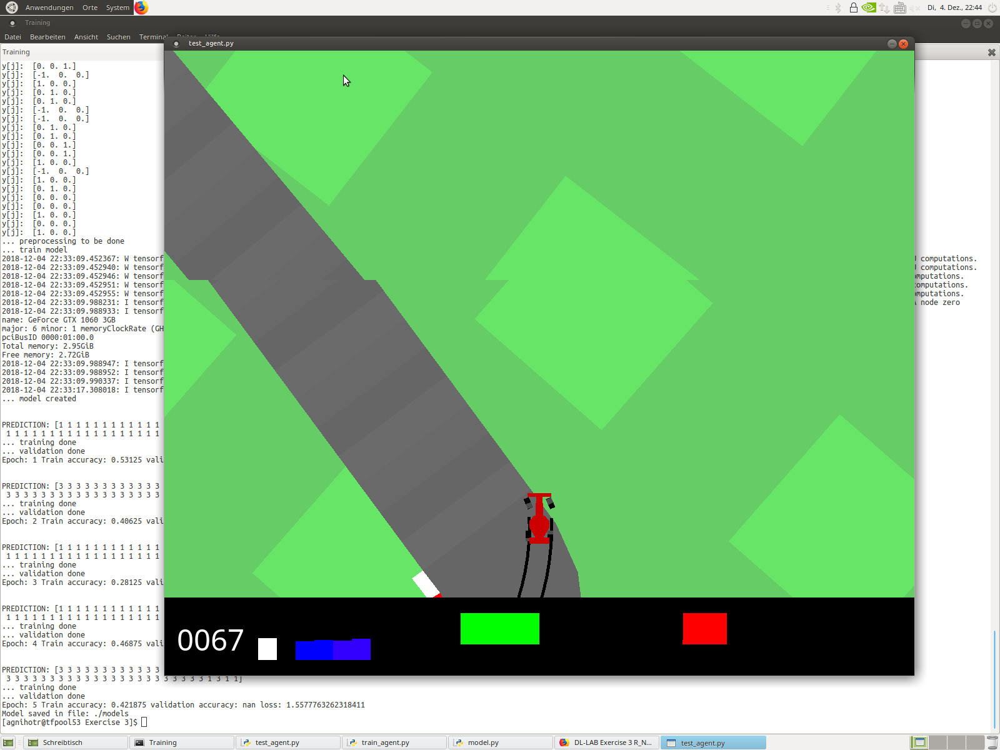 Anwendungen Orte System Di, 4. Dez., 22:44
Training
Datei Bearbeiten Ansicht Suchen Terminal
test_agent.py
Training
y[j]: [0. 0. 1.]
y[j]: [-1. 0. 0.]
y[j]: [1. 0. 0.]
y[j]: [0. 1. 0.]
y[j]: [0. 1. 0.]
y[j]: [-1. 0. 0.]
y[j]: [-1. 0. 0.]
y[j]: [0. 1. 0.]
y[j]: [0. 1. 0.]
y[j]: [0. 0. 1.]
y[j]: [0. 0. 1.]
y[j]: [1. 0. 0.]
y[j]: [-1. 0. 0.]
y[j]: [1. 0. 0.]
y[j]: [0. 1. 0.]
y[j]: [0. 0. 0.]
y[j]: [0. 0. 0.]
y[j]: [1. 0. 0.]
y[j]: [0. 0. 0.]
y[j]: [1. 0. 0.]
... preprocessing to be done
... train model
2018-12-04 22:33:09.452367: W tensorf computations.
2018-12-04 22:33:09.452940: W tensorf computations.
2018-12-04 22:33:09.452946: W tensorf omputations.
2018-12-04 22:33:09.452951: W tensorf computations.
2018-12-04 22:33:09.452955: W tensorf omputations.
2018-12-04 22:33:09.988231: I tensorf A node zero
2018-12-04 22:33:09.988933: I tensorf
name: GeForce GTX 1060 3GB
major: 6 minor: 1 memoryClockRate (GH
pciBusID 0000:01:00.0
Total memory: 2.95GiB
Free memory: 2.72GiB
2018-12-04 22:33:09.988947: I tensorf
2018-12-04 22:33:09.988952: I tensorf
2018-12-04 22:33:09.990337: I tensorf
2018-12-04 22:33:17.308018: I tensorf
... model created
PREDICTION: [1 1 1 1 1 1 1 1 1 1 1 1
1 1 1 1 1 1 1 1 1 1 1 1 1 1 1 1 1 1
... training done
... validation done
Epoch: 1 Train accuracy: 0.53125 vali
PREDICTION: [3 3 3 3 3 3 3 3 3 3 3 3
3 3 3 3 3 3 3 3 3 3 3 3 3 3 3 3 3 3
... training done
... validation done
Epoch: 2 Train accuracy: 0.40625 vali
PREDICTION: [1 1 1 1 1 1 1 1 1 1 1 1
1 1 1 1 1 1 1 1 1 1 1 1 1 1 1 1 1 1
... training done
... validation done
Epoch: 3 Train accuracy: 0.28125 vali
PREDICTION: [1 1 1 1 1 1 1 1 1 1 1 1
1 1 1 1 1 1 1 1 1 1 1 1 1 1 1 1 1 1
... training done
... validation done
Epoch: 4 Train accuracy: 0.46875 vali
0067
PREDICTION: [3 3 3 3 3 3 3 3 3 3 3 3
3 3 3 3 3 3 3 3 3 3 3 3 3 3 3 3 3 3 3 3 3 3 3 3 1 3 1 1]
... training done
... validation done
Epoch: 5 Train accuracy: 0.421875 validation accuracy: nan loss: 1.5577763262318411
Model saved in file: ./models
[agnihotr@tfpool53 Exercise 3]$
Schreibtisch Training test_agent.py train_agent.py model.py DL-LAB Exercise 3 R_N... test_agent.py